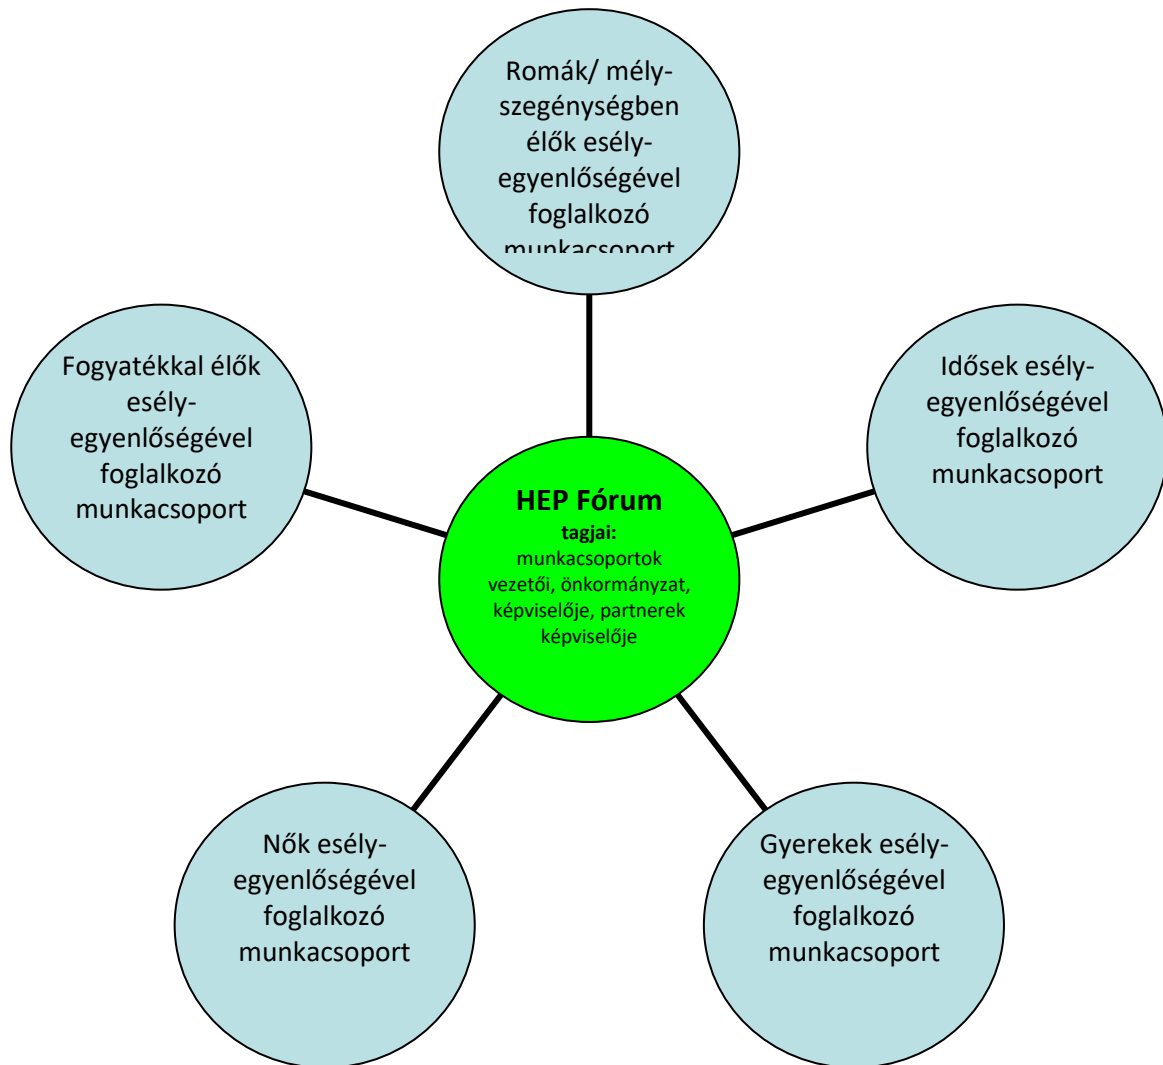 Romák/ mély-
szegénységben
élők esély-
egyenlőségével
foglalkozó
munkacsoport
Fogyatékkal élők
esély-
egyenlőségével
foglalkozó
munkacsoport
Idősek esély-
egyenlőségével
foglalkozó
munkacsoport
HEP Fórum
tagjai:
munkacsoportok
vezetői, önkormányzat,
képviselője, partnerek
képviselője
Nők esély-
egyenlőségével
foglalkozó
munkacsoport
Gyerekek esély-
egyenlőségével
foglalkozó
munkacsoport